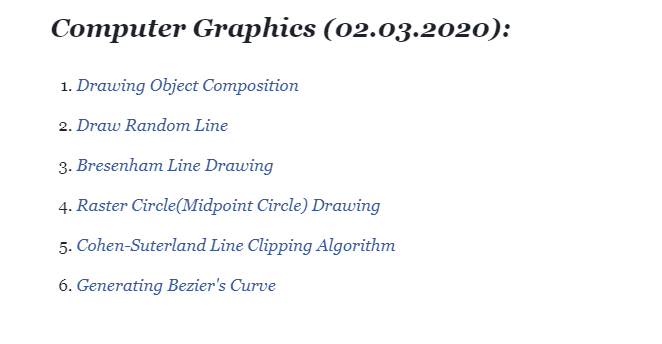 Computer Graphics (02.03.2020):
1. Drawing Object Composition
2. Draw Random Line
3. Bresenham Line Drawing
4. Raster Circle(Midpoint Circle) Drawing
5. Cohen-Suterland Line Clipping Algorithm
6. Generating Bezier's Curve